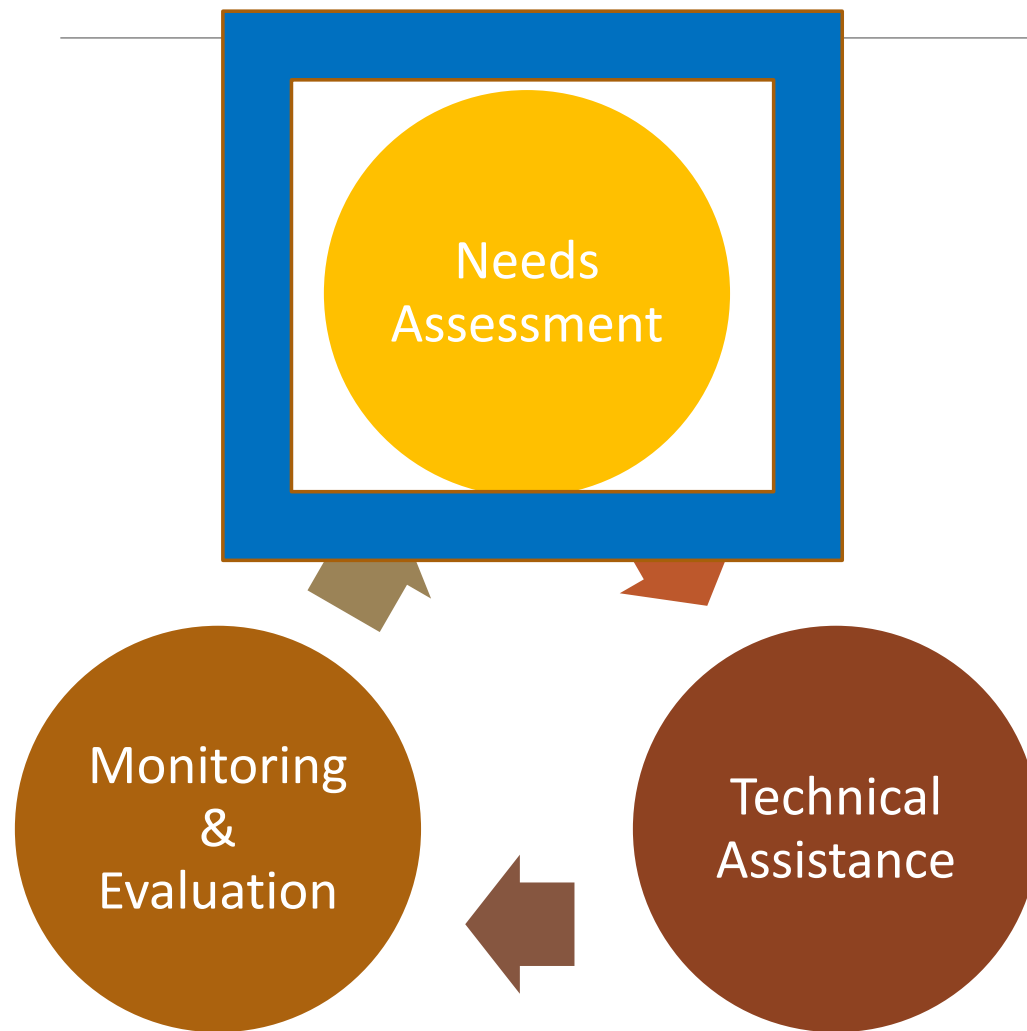 Needs
Assessment
Monitoring
&
Evaluation
Technical
Assistance